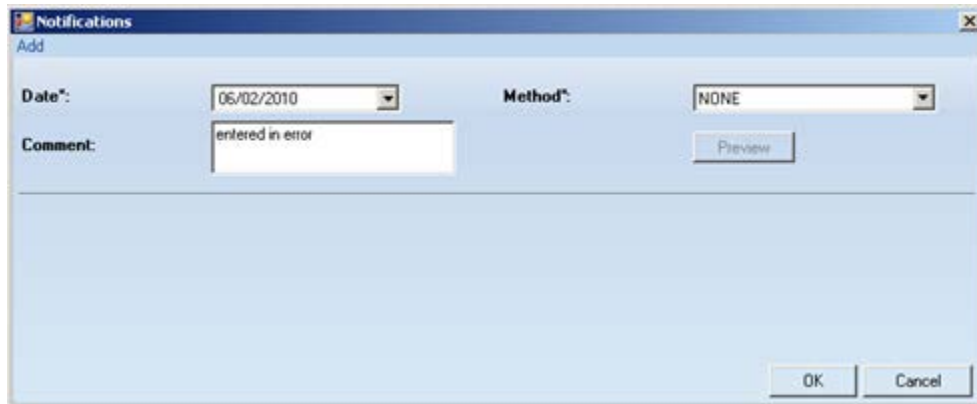 Notifications
Add
Date*: 06/02/2010 Method*: NONE
Comment: entered in error Preview
OK Cancel